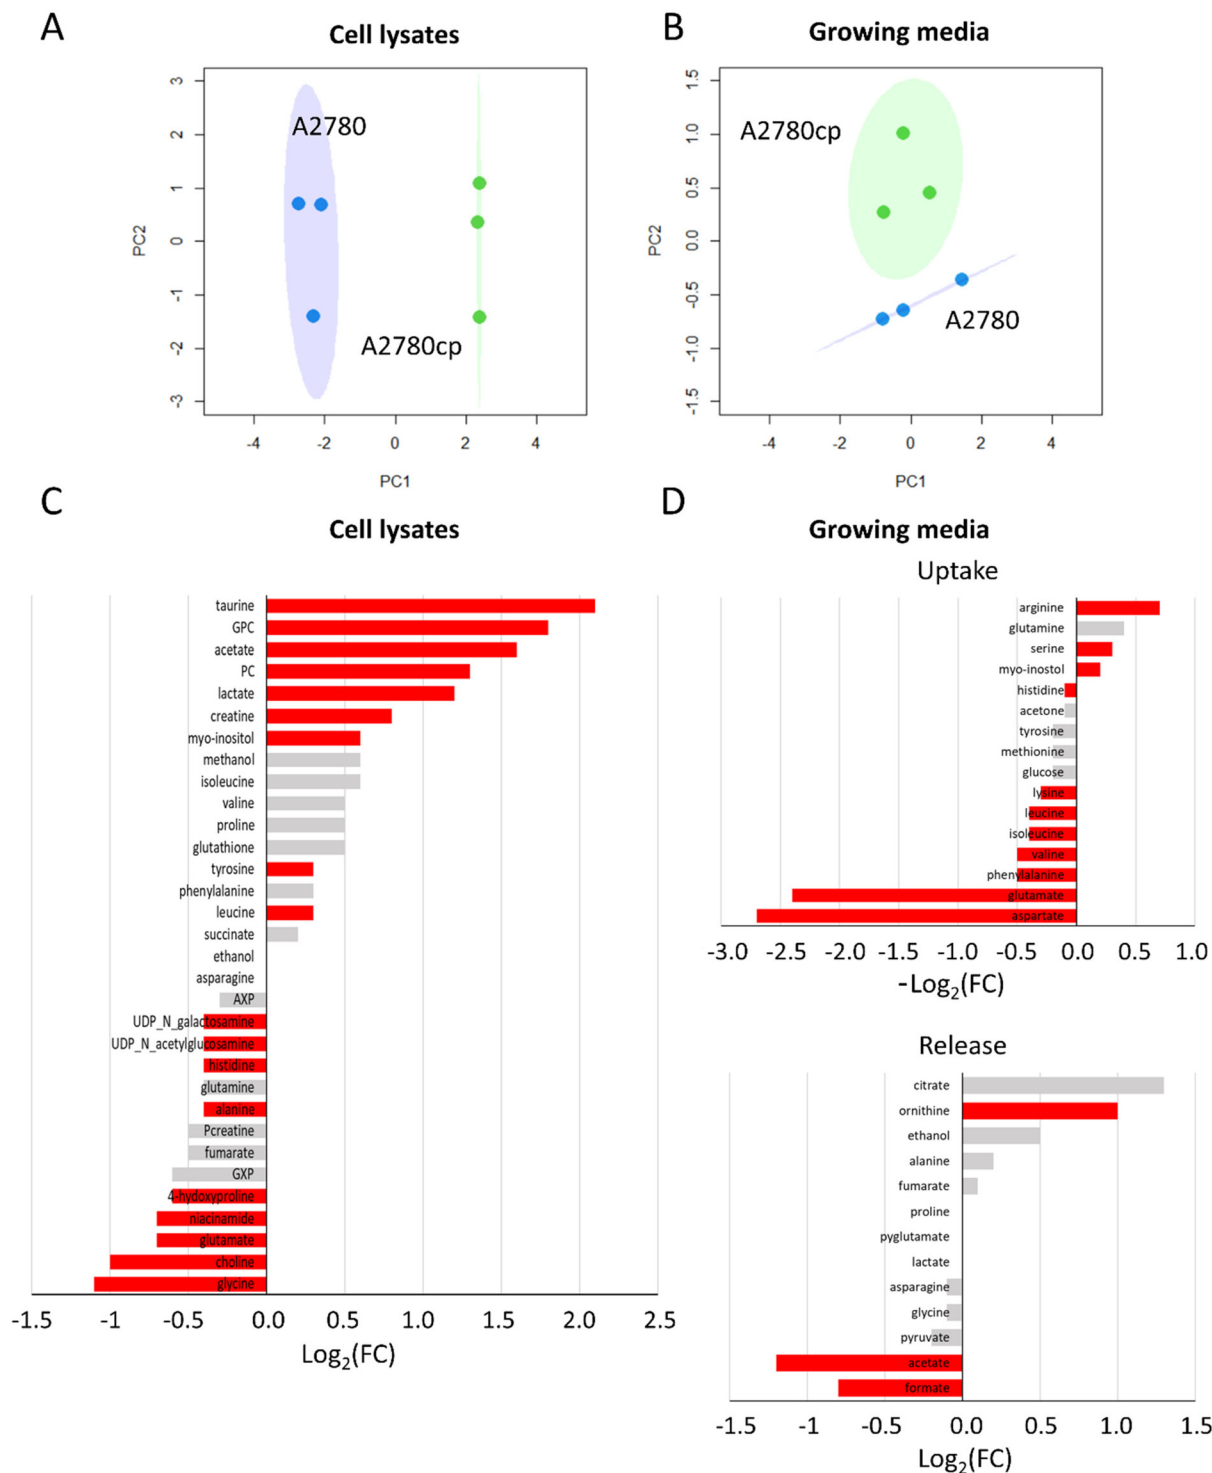 A
Cell lysates
3
2
1
0
-1
-2
-3
PC2
A2780
A2780cp
-4
-2
0
2
4
PC1
B
Growing media
1.5
1.0
0.5
0.0
-0.5
-1.0
-1.5
PC2
A2780cp
A2780
-4
-2
0
2
4
PC1
C
Cell lysates
taurine
GPC
acetate
PC
lactate
creatine
myo-inositol
methanol
isoleucine
valine
proline
glutathione
tyrosine
phenylalanine
leucine
succinate
ethanol
asparagine
AXP
UDP_N_galactosamine
UDP_N_acetylglucosamine
histidine
glutamine
alanine
Pcreatine
fumarate
GXP
4-hydoxyproline
niacinamide
glutamate
choline
glycine
-1.5 -1 -0.5 0.0 0.5 1.0 1.5 2.0 2.5
Log2(FC)
D
Growing media
Uptake
arginine
glutamine
serine
myo-inostol
histidine
acetone
tyrosine
methionine
glucose
lysine
leucine
isoleucine
valine
phenylalanine
glutamate
aspartate
-3.0 -2.5 -2.0 -1.5 -1.0 -0.5 0.0 0.5 1.0
-Log2(FC)
Release
citrate
ornithine
ethanol
alanine
fumarate
proline
pyglutamate
lactate
asparagine
glycine
pyruvate
acetate
formate
-1.5 -1 -0.5 0.0 0.5 1.0 1.5
Log2(FC)